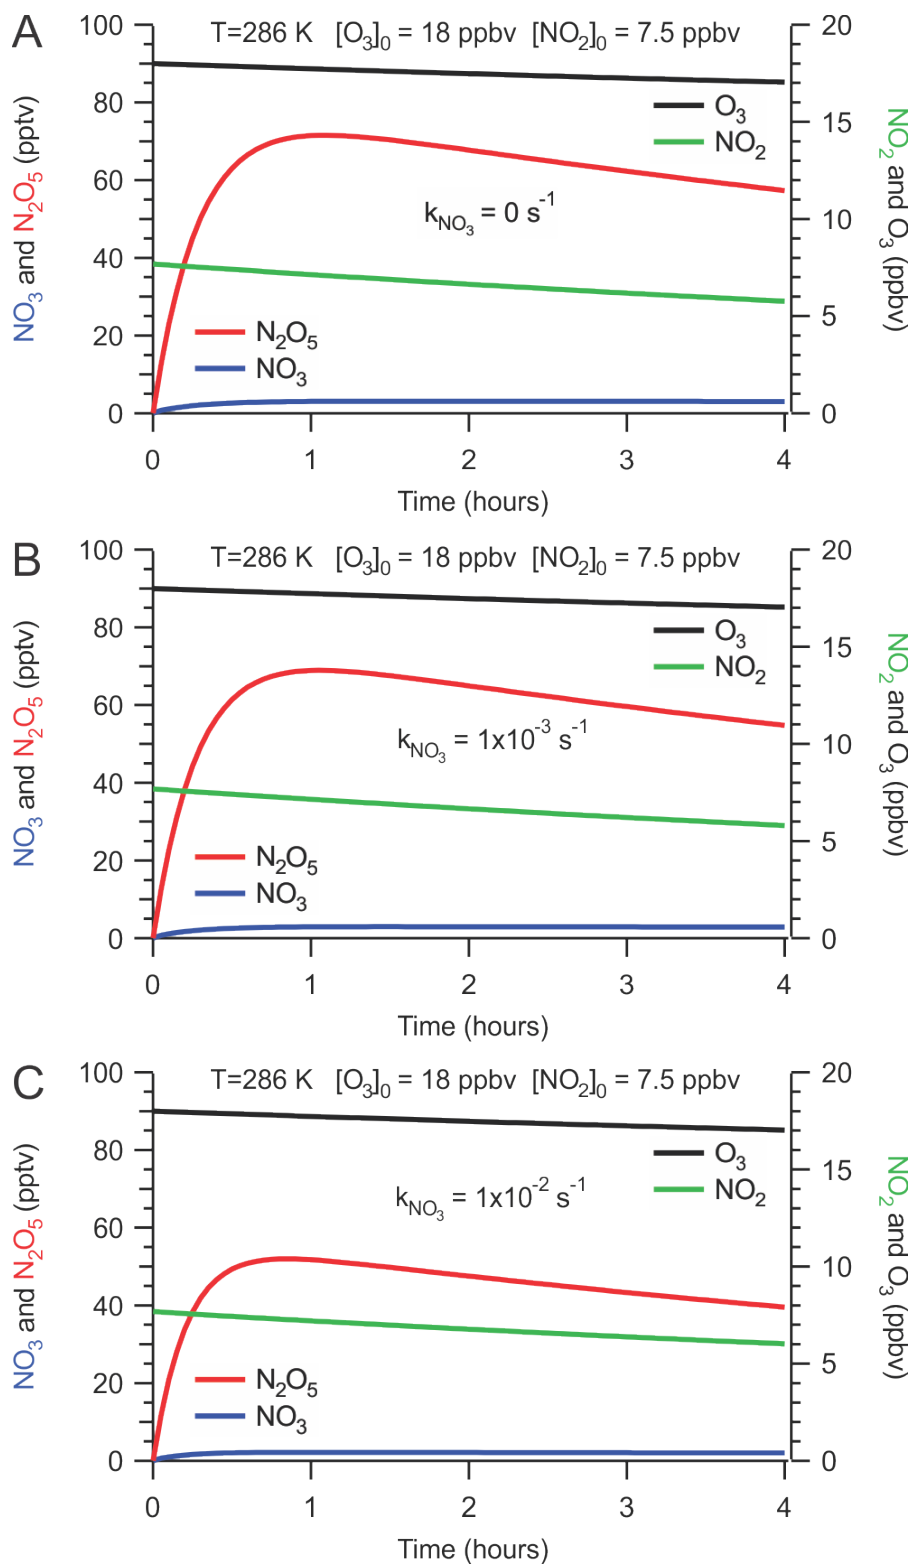 A
T=286 K [O3]0 = 18 ppbv [NO2]0 = 7.5 ppbv
100
80
60
40
20
0
NO3 and N2O5 (pptv)
20
15
10
5
0
NO2 and O3 (ppbv)
O3
NO2
kNO3 = 0 s-1
N2O5
NO3
0 1 2 3 4
Time (hours)
B
T=286 K [O3]0 = 18 ppbv [NO2]0 = 7.5 ppbv
100
80
60
40
20
0
NO3 and N2O5 (pptv)
20
15
10
5
0
NO2 and O3 (ppbv)
O3
NO2
kNO3 = 1x10-3 s-1
N2O5
NO3
0 1 2 3 4
Time (hours)
C
T=286 K [O3]0 = 18 ppbv [NO2]0 = 7.5 ppbv
100
80
60
40
20
0
NO3 and N2O5 (pptv)
20
15
10
5
0
NO2 and O3 (ppbv)
O3
NO2
kNO3 = 1x10-2 s-1
N2O5
NO3
0 1 2 3 4
Time (hours)